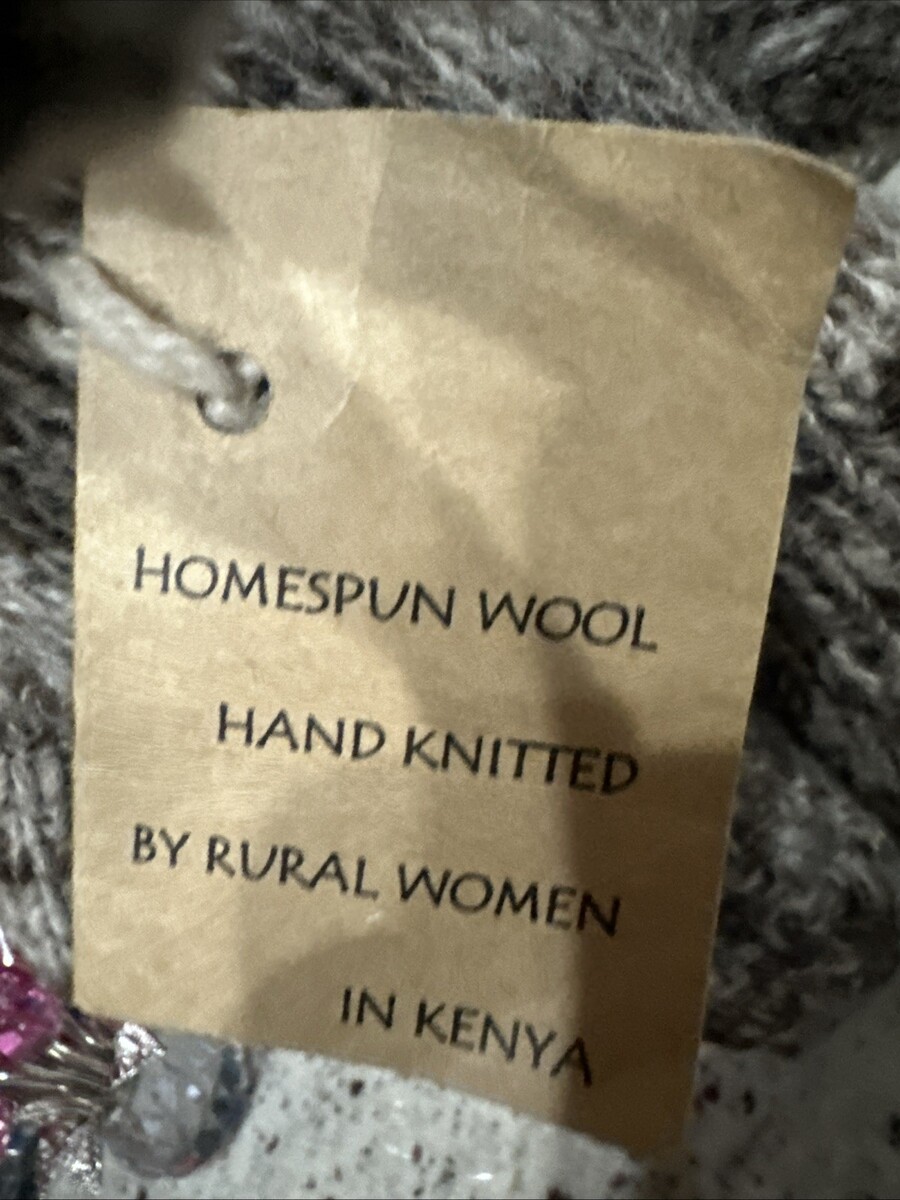 HOMESPUN WOOL
HAND KNITTED
BY RURAL WOMEN
IN KENYA